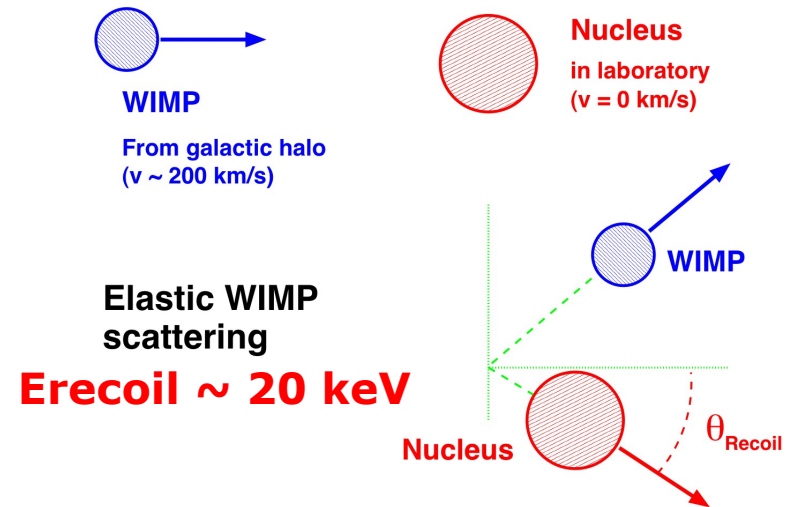 WIMP
From galactic halo
(v ~ 200 km/s)
Nucleus
in laboratory
(v = 0 km/s)
WIMP
Elastic WIMP
scattering
Erecoil ~ 20 keV
Nucleus
θRecoil